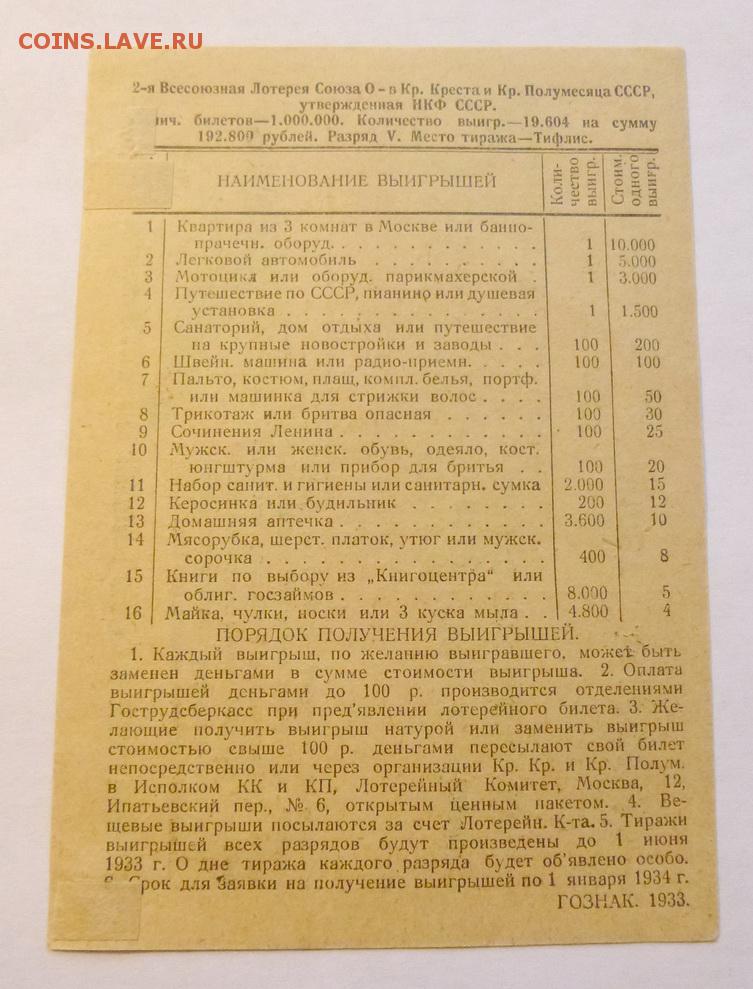 COINS.LAVE.RU
2-я Всесоюзная Лотерея Союза О-в Кр. Креста и Кр. Полумесяца СССР,
утвержденная НКФ СССР.
билетов—1.000.000. Количество выигр.—19.604 на сумму
192.800 рублей. Разряд V. Место тиража—Тифлис.
НАИМЕНОВАНИЕ ВЫИГРЫШЕЙ Коли-чество выигр. Стоим. одного выигр.
1 Квартира из 3 комнат в Москве или банно-
прачечн. оборуд. . . . . . . . . . . . . 1 10.000
2 Легковой автомобиль . . . . . . . . . . 1 5.000
3 Мотоцикл или оборуд. парикмахерской . 1 3.000
4 Путешествие по СССР, пианино или душевая
установка . . . . . . . . . . . . . . . 1 1.500
5 Санаторий, дом отдыха или путешествие
на крупные новостройки и заводы . . . 100 200
6 Швейн. машина или радио-приемн. . . . . 100 100
7 Пальто, костюм, плащ, компл. белья, портф.
или машинка для стрижки волос . . . . 100 50
8 Трикотаж или бритва опасная . . . . . . 100 30
9 Сочинения Ленина . . . . . . . . . . . . 100 25
10 Мужск. или женск. обувь, одеяло, кост.
юнгштурма или прибор для бритья . . 100 20
11 Набор санит. и гигиены или санитарн. сумка 2.000 15
12 Керосинка или будильник . . . . . . . . 200 12
13 Домашняя аптечка . . . . . . . . . . . . 3.600 10
14 Мясорубка, шерст. платок, утюг или мужск.
сорочка . . . . . . . . . . . . . . . . 400 8
15 Книги по выбору из „Книгоцентра“ или
облиг. госзаймов . . . . . . . . . . . . 8.000 5
16 Майка, чулки, носки или 3 куска мыла . . 4.800 4
ПОРЯДОК ПОЛУЧЕНИЯ ВЫИГРЫШЕЙ.
1. Каждый выигрыш, по желанию выигравшего, может быть
заменен деньгами в сумме стоимости выигрыша. 2. Оплата
выигрышей деньгами до 100 р. производится отделениями
Гострудсберкасс при пред'явлении лотерейного билета. 3. Же-
лающие получить выигрыш натурой или заменить выигрыш
стоимостью свыше 100 р. деньгами пересылают свой билет
непосредственно или через организации Кр. Кр. и Кр. Полум.
в Исполком КК и КП, Лотерейный Комитет, Москва, 12,
Ипатьевский пер., № 6, открытым ценным пакетом. 4. Ве-
щевые выигрыши посылаются за счет Лотерейн. К-та. 5. Тиражи
выигрышей всех разрядов будут произведены до 1 июня
1933 г. О дне тиража каждого разряда будет об'явлено особо.
Срок для заявки на получение выигрышей по 1 января 1934 г.
ГОЗНАК. 1933.